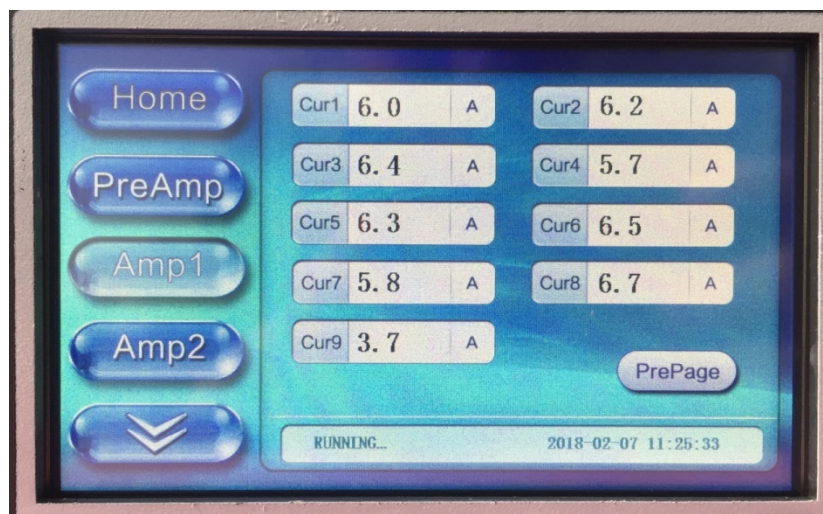 Home
PreAmp
Amp1
Amp2
Cur1 6.0 A
Cur2 6.2 A
Cur3 6.4 A
Cur4 5.7 A
Cur5 6.3 A
Cur6 6.5 A
Cur7 5.8 A
Cur8 6.7 A
Cur9 3.7 A
PrePage
RUNNING... 2018-02-07 11:25:33